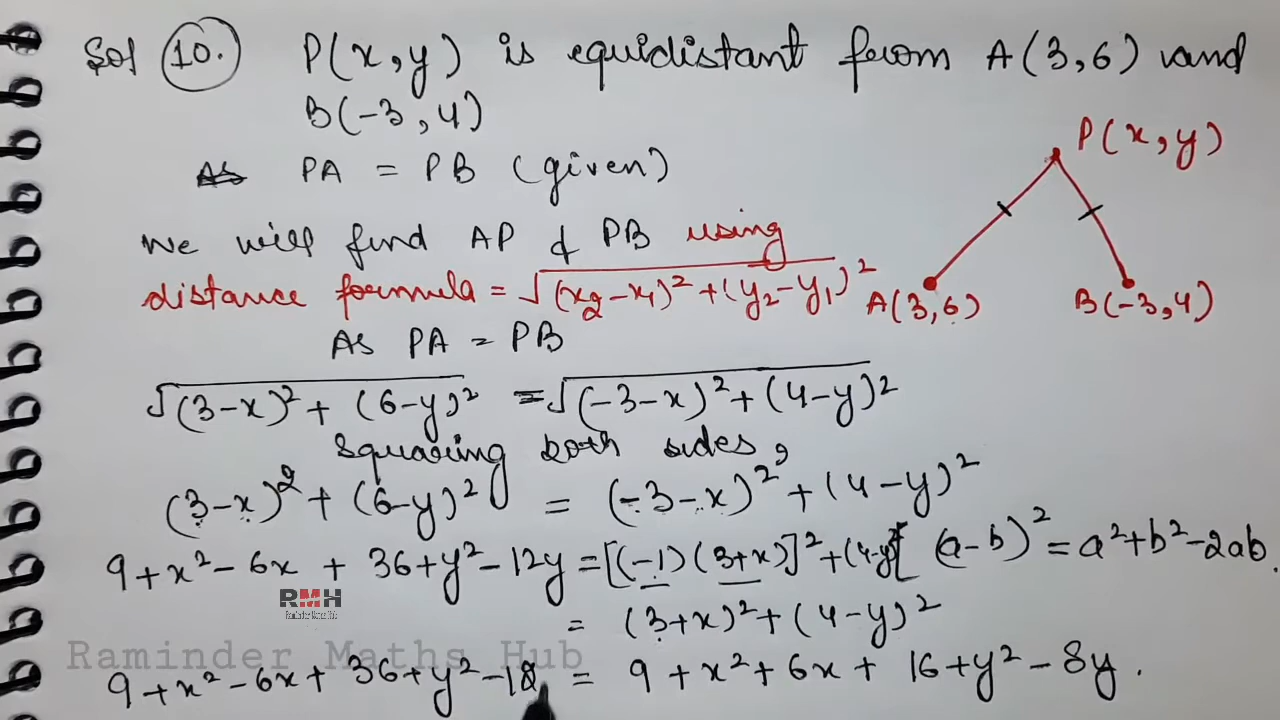 Sol 10. P(x,y) is equidistant from A(3,6) and
B(-3,4)
As PA = PB (given)
P(x,y)
We will find AP & PB using
distance formula = √(x₂-x₁)²+(y₂-y₁)²
A(3,6) B(-3,4)
As PA = PB
√(3-x)²+(6-y)² = √(-3-x)²+(4-y)²
Squaring both sides,
(3-x)²+(6-y)² = (-3-x)²+(4-y)²
9+x²-6x+36+y²-12y=[(-1)(3+x)]²+(4-y)² [(a-b)²=a²+b²-2ab.
RMH
= (3+x)²+(4-y)²
Raminder Maths Hub
9+x²-6x+36+y²-12 = 9+x²+6x+16+y²-8y.